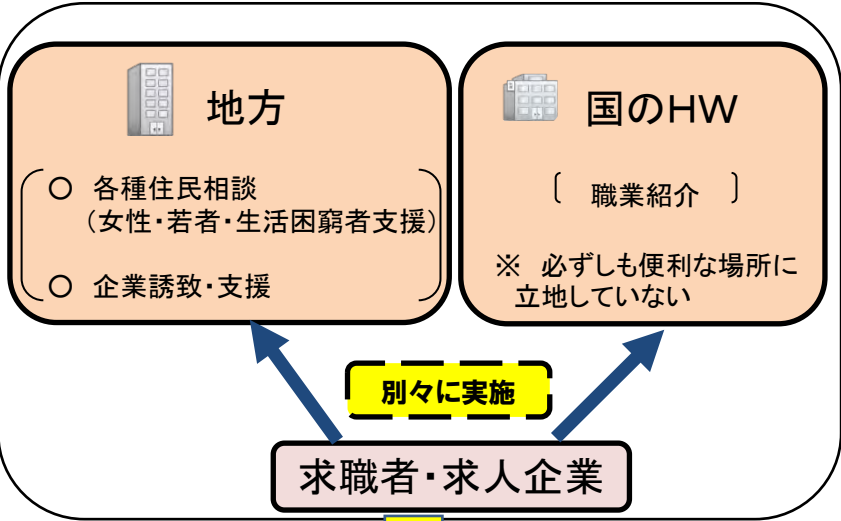 地方
○ 各種住民相談
（女性・若者・生活困窮者支援）
○ 企業誘致・支援
国のHW
〔 職業紹介 〕
※ 必ずしも便利な場所に
立地していない
別々に実施
求職者・求人企業